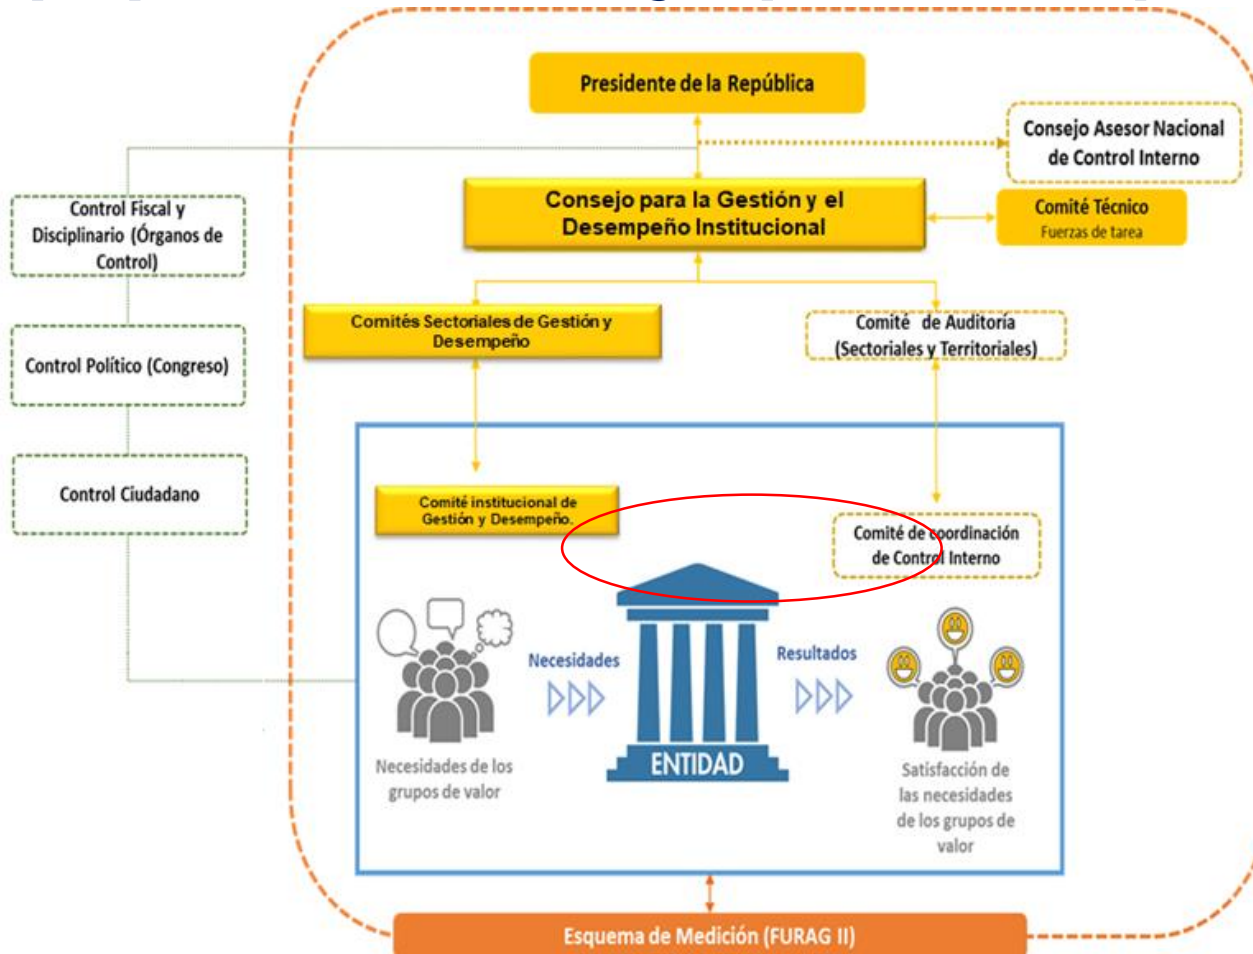 Presidente de la República
Consejo Asesor Nacional
de Control Interno
Consejo para la Gestión y el
Desempeño Institucional
Comité Técnico
Fuerzas de tarea
Control Fiscal y
Disciplinario (Órganos de
Control)
Comités Sectoriales de Gestión y
Desempeño
Comité de Auditoría
(Sectoriales y Territoriales)
Control Político (Congreso)
Control Ciudadano
Comité institucional de
Gestión y Desempeño.
Comité de coordinación
de Control Interno
Necesidades
Resultados
ENTIDAD
Necesidades de los
grupos de valor
Satisfacción de
las necesidades
de los grupos de
valor
Esquema de Medición (FURAG II)